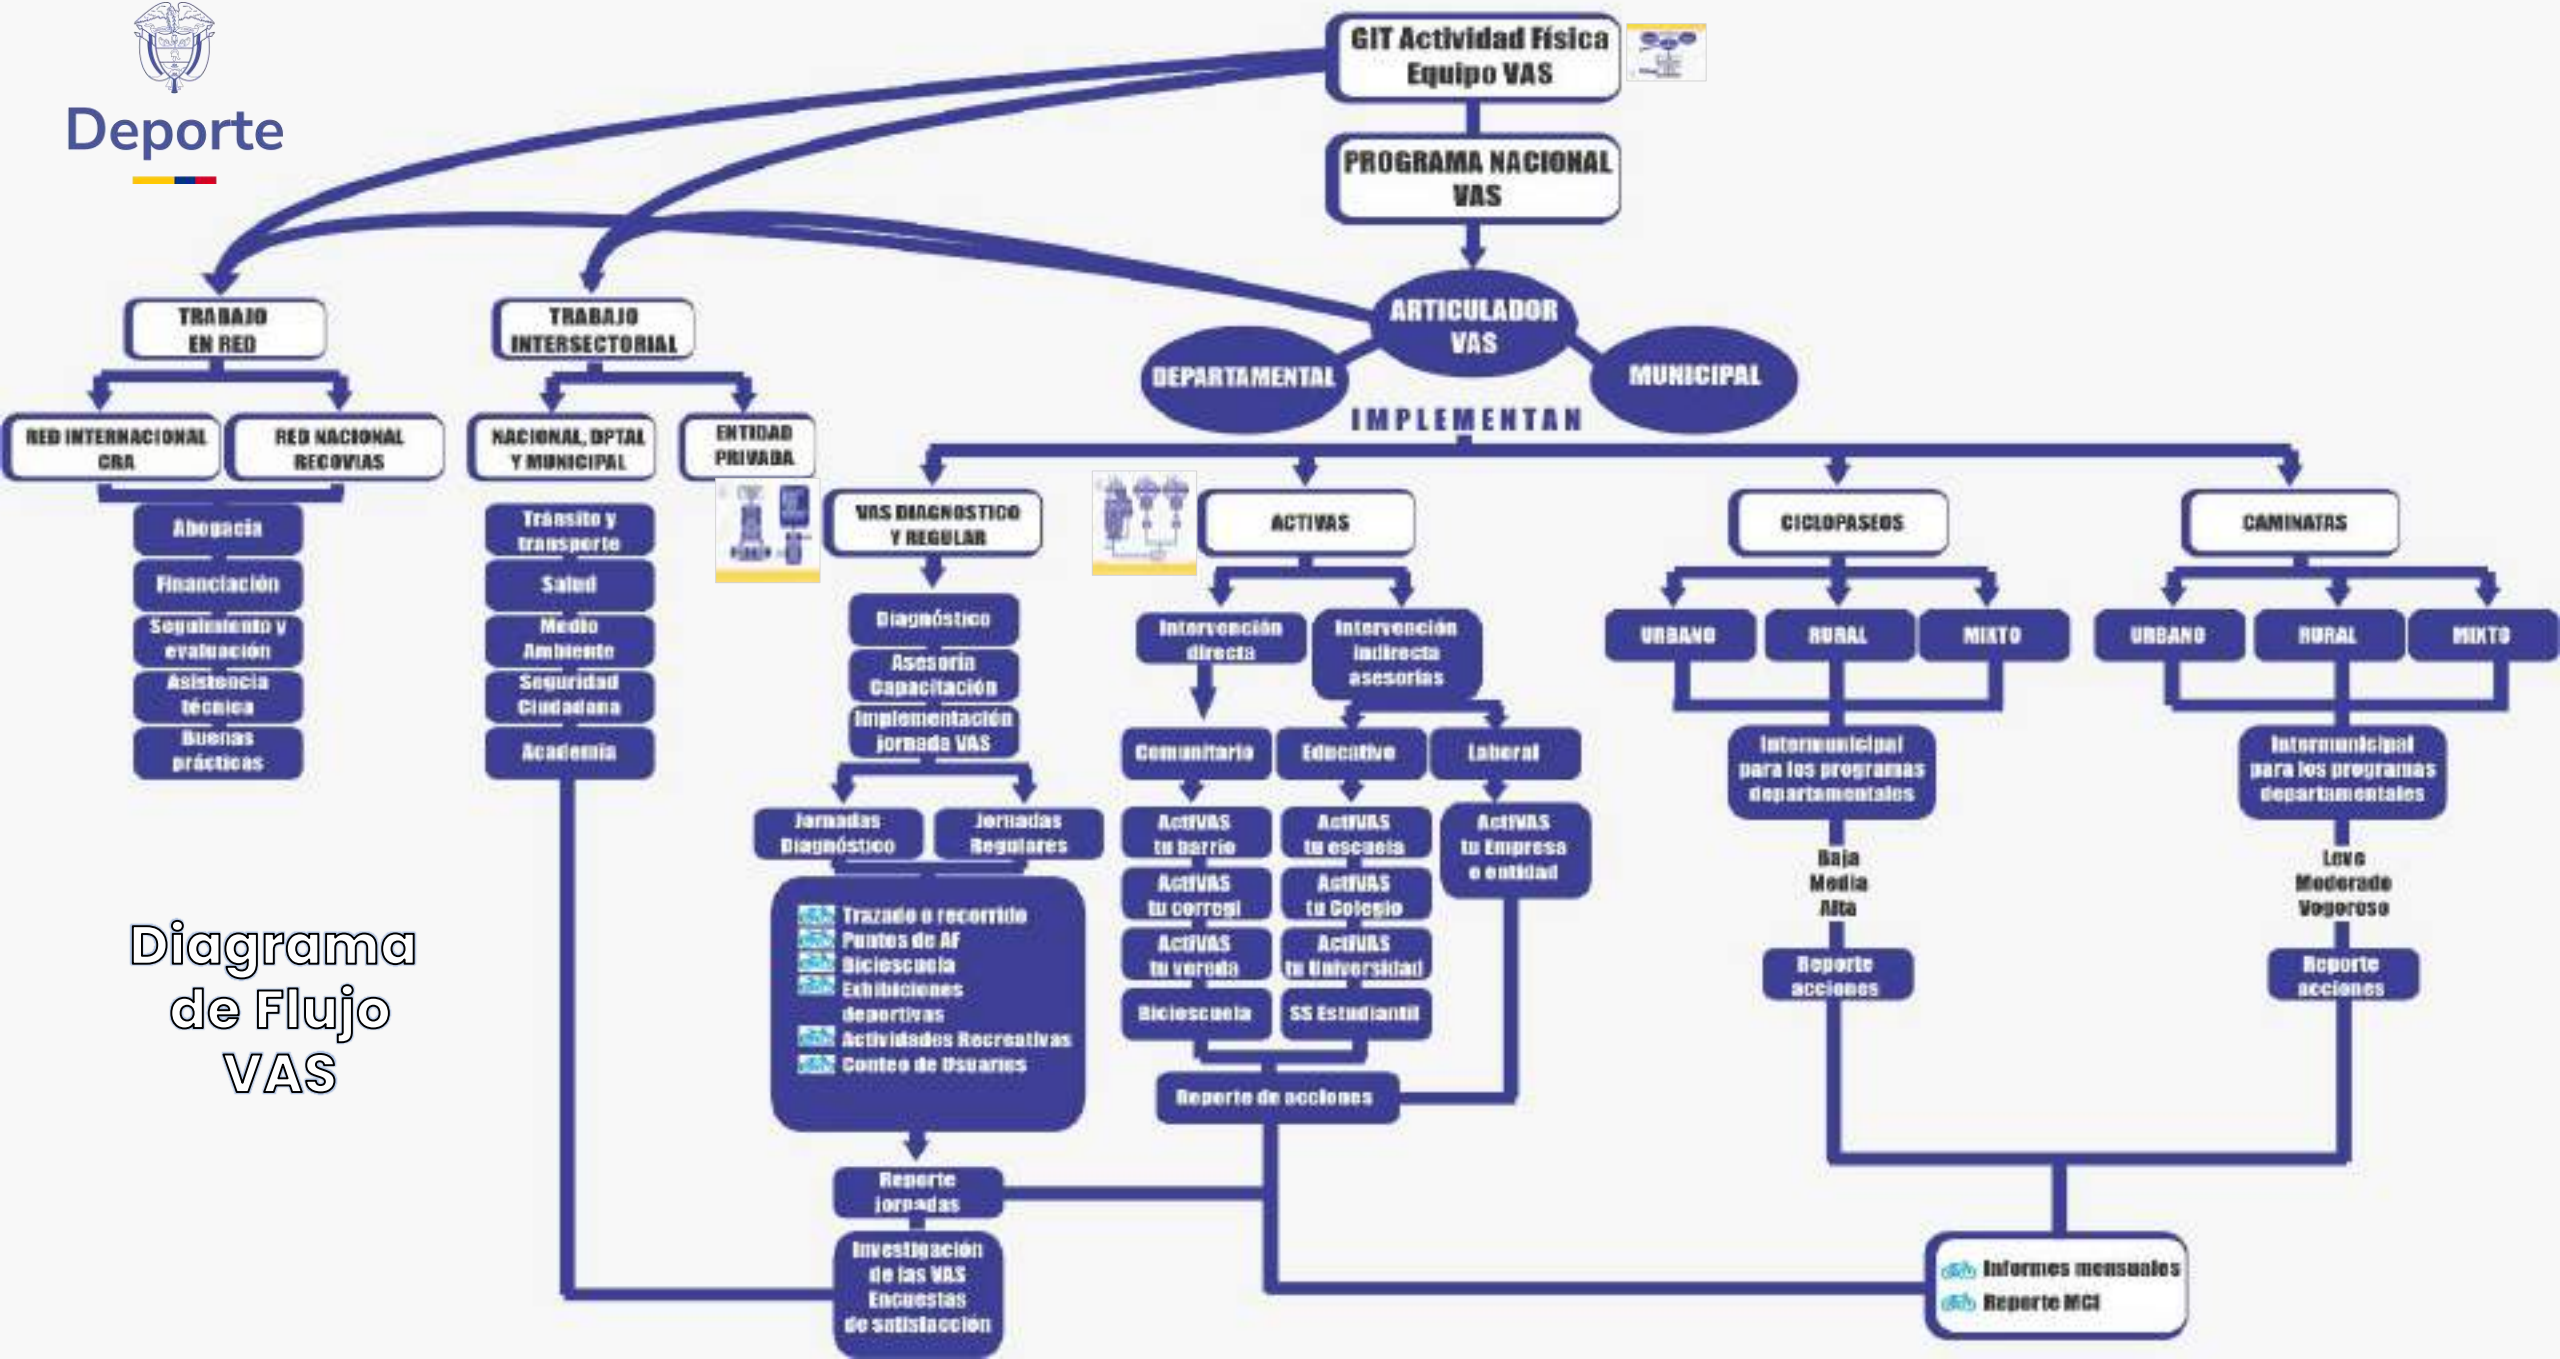 Deporte
GIT Actividad Física
Equipo VAS
PROGRAMA NACIONAL
VAS
ARTICULADOR
VAS
DEPARTAMENTAL
MUNICIPAL
IMPLEMENTAN
TRABAJO
EN RED
TRABAJO
INTERSECTORIAL
RED INTERNACIONAL
CRA
RED NACIONAL
RECOVIAS
NACIONAL, DPTAL
Y MUNICIPAL
ENTIDAD
PRIVADA
Abogacía
Financiación
Seguimiento y
evaluación
Asistencia
técnica
Buenas
prácticas
Tránsito y
transporte
Salud
Medio
Ambiente
Seguridad
Ciudadana
Academia
VAS DIAGNOSTICO
Y REGULAR
Diagnóstico
Asesoría
Capacitación
Implementación
jornada VAS
Jornadas
Diagnóstico
Jornadas
Regulares
Trazado o recorrido
Puntos de AF
Biciescuela
Exhibiciones
deportivas
Actividades Recreativas
Conteo de Usuarios
Reporte
jornadas
Investigación
de las VAS
Encuestas
de satisfacción
ACTIVAS
Intervención
directa
Intervención
indirecta
asesorías
Comunitario
Educativo
Laboral
ActiVAS
tu barrio
ActiVAS
tu corregi
ActiVAS
tu vereda
Biciescuela
ActiVAS
tu escuela
ActiVAS
tu Colegio
ActiVAS
tu Universidad
SS Estudiantil
ActiVAS
tu Empresa
o entidad
Reporte de acciones
CICLOPASEOS
URBANO
RURAL
MIXTO
Intermunicipal
para los programas
departamentales
Baja
Media
Alta
Reporte
acciones
CAMINATAS
URBANO
RURAL
MIXTO
Intermunicipal
para los programas
departamentales
Leve
Moderado
Vogoroso
Reporte
acciones
Informes mensuales
Reporte MCI
Diagrama
de Flujo
VAS